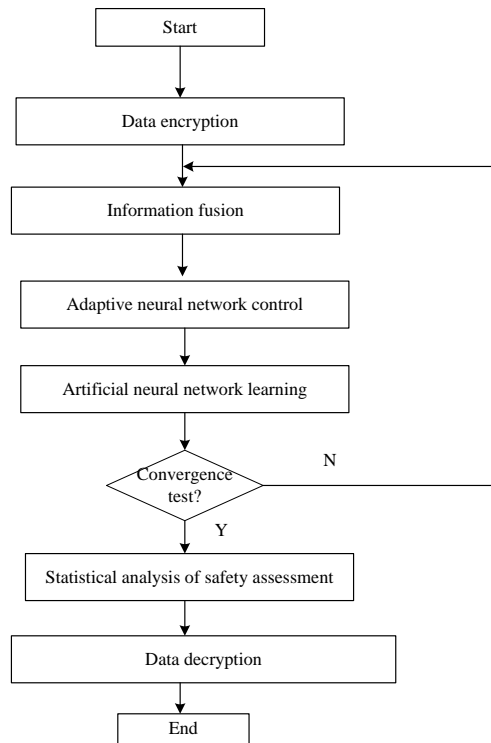 Start
Data encryption
Information fusion
Adaptive neural network control
Artificial neural network learning
Convergence
test?
N
Y
Statistical analysis of safety assessment
Data decryption
End